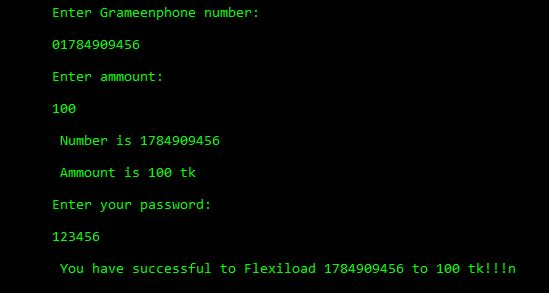 Enter Grameenphone number:
01784909456
Enter ammount:
100
Number is 1784909456
Ammount is 100 tk
Enter your password:
123456
You have successful to Flexiload 1784909456 to 100 tk!!!n